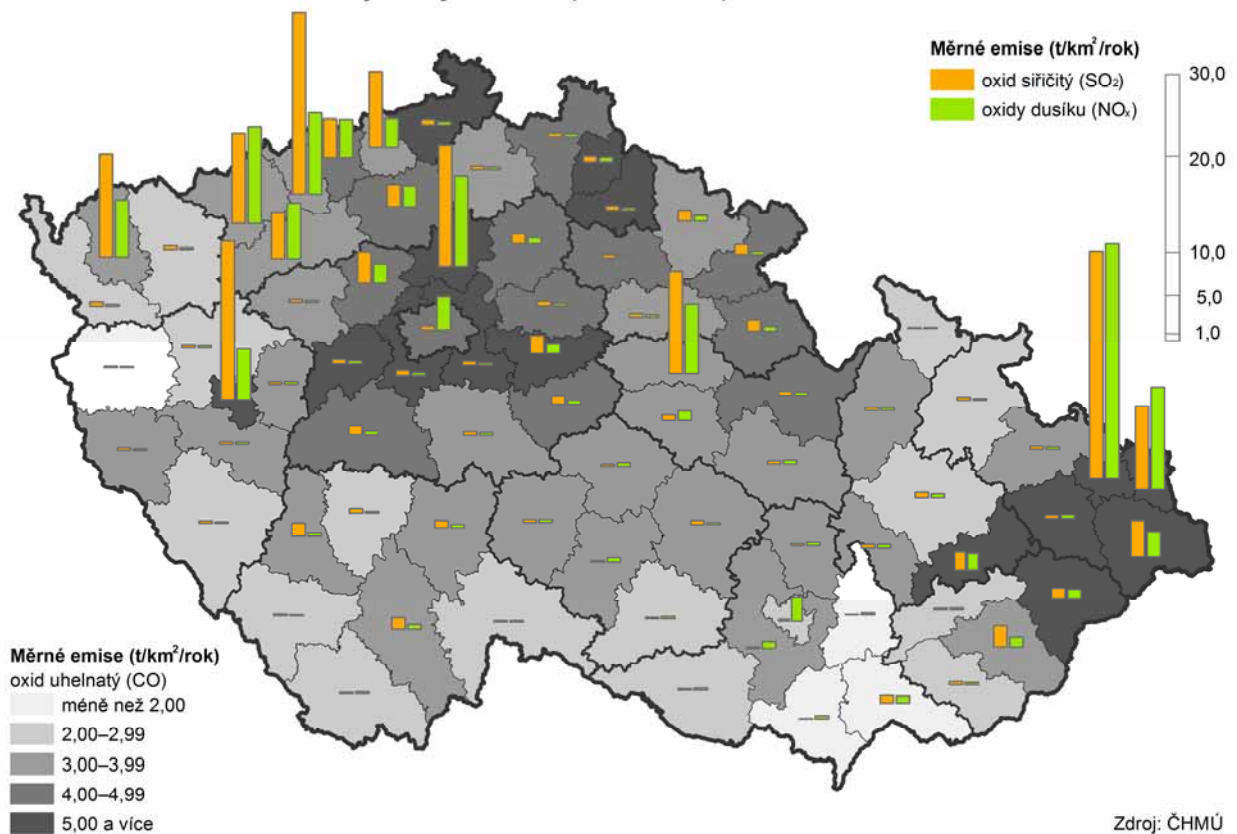 Měrné emise (t/km²/rok)
oxid siřičitý (SO₂)
oxidy dusíku (NOₓ)
30,0
20,0
10,0
5,0
1,0
Měrné emise (t/km²/rok)
oxid uhelnatý (CO)
méně než 2,00
2,00–2,99
3,00–3,99
4,00–4,99
5,00 a více
Zdroj: ČHMÚ